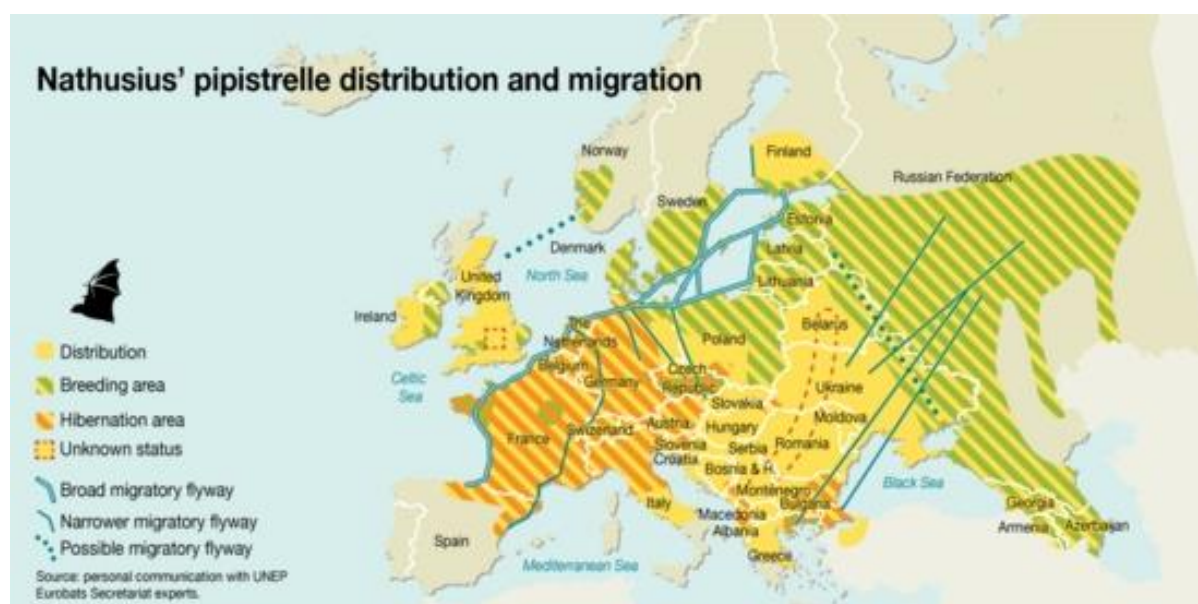 Nathusius' pipistrelle distribution and migration
Norway
Finland
Russian Federation
Sweden
Estonia
Denmark
Latvia
North Sea
United
Kingdom
Lithuania
Ireland
The
Netherlands
Poland
Belarus
Distribution
Belgium
Czech
Republic
Celtic
Sea
Germany
Ukraine
Breeding area
Slovakia
Hibernation area
France
Switzerland
Austria
Hungary
Moldova
Slovenia
Croatia
Serbia
Romania
Unknown status
Bosnia & H.
Black Sea
Broad migratory flyway
Montenegro
Bulgaria
Italy
Georgia
Narrower migratory flyway
Macedonia
Armenia
Azerbaijan
Albania
Possible migratory flyway
Spain
Greece
Mediterranean Sea
Source: personal communication with UNEP
Eurobats Secretariat experts.